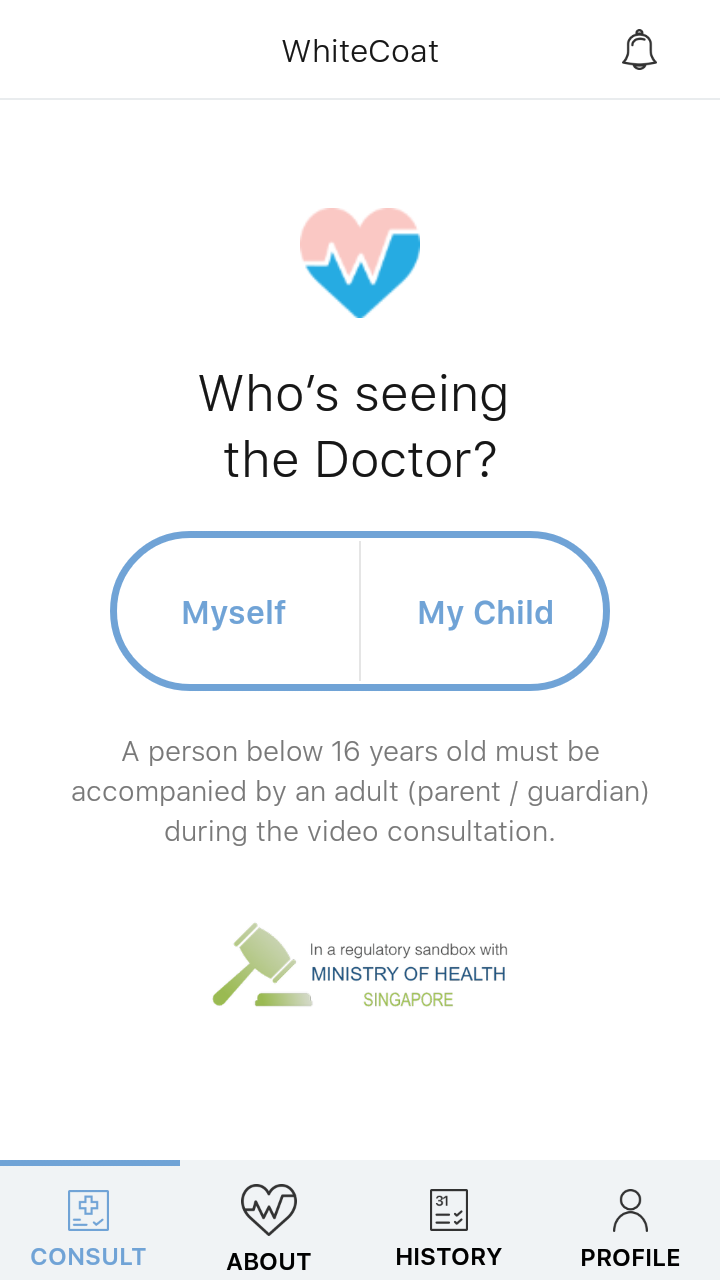 WhiteCoat
Who’s seeing
the Doctor?
Myself
My Child
A person below 16 years old must be
accompanied by an adult (parent / guardian)
during the video consultation.
In a regulatory sandbox with
MINISTRY OF HEALTH
SINGAPORE
31
CONSULT
ABOUT
HISTORY
PROFILE